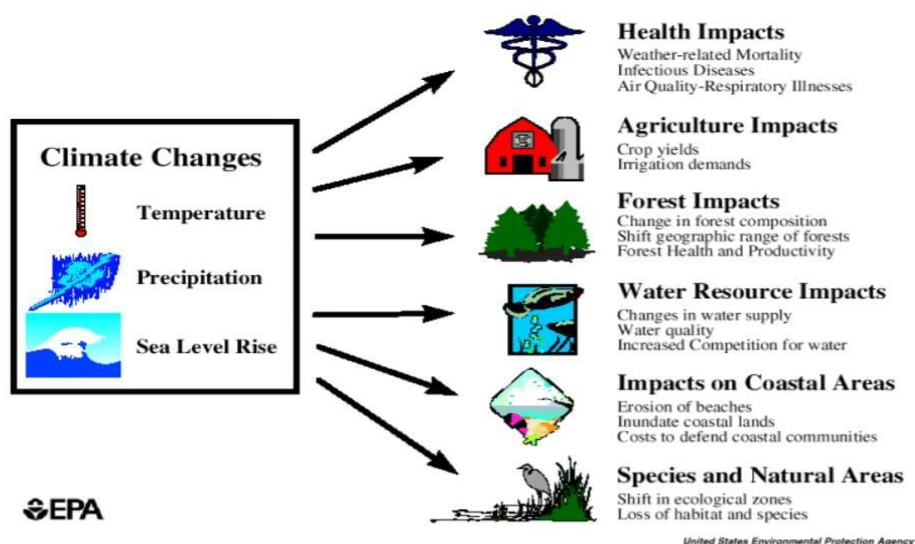 Climate Changes
Temperature
Precipitation
Sea Level Rise
Health Impacts
Weather-related Mortality
Infectious Diseases
Air Quality-Respiratory Illnesses
Agriculture Impacts
Crop yields
Irrigation demands
Forest Impacts
Change in forest composition
Shift geographic range of forests
Forest Health and Productivity
Water Resource Impacts
Changes in water supply
Water quality
Increased Competition for water
Impacts on Coastal Areas
Erosion of beaches
Inundate coastal lands
Costs to defend coastal communities
Species and Natural Areas
Shift in ecological zones
Loss of habitat and species
EPA
United States Environmental Protection Agency